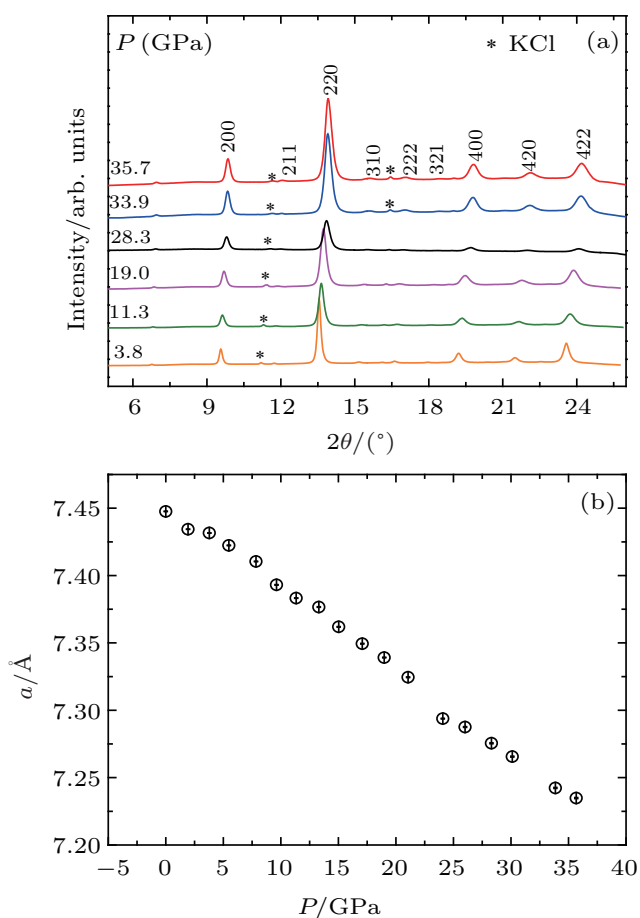 P (GPa)
* KCl
(a)
200
211
220
310
222
321
400
420
422
*
*
35.7
*
*
33.9
*
28.3
*
19.0
*
11.3
*
3.8
Intensity/arb. units
6 9 12 15 18 21 24
2θ/(°)
(b)
7.45
7.40
7.35
7.30
7.25
7.20
a/Å
−5 0 5 10 15 20 25 30 35 40
P/GPa